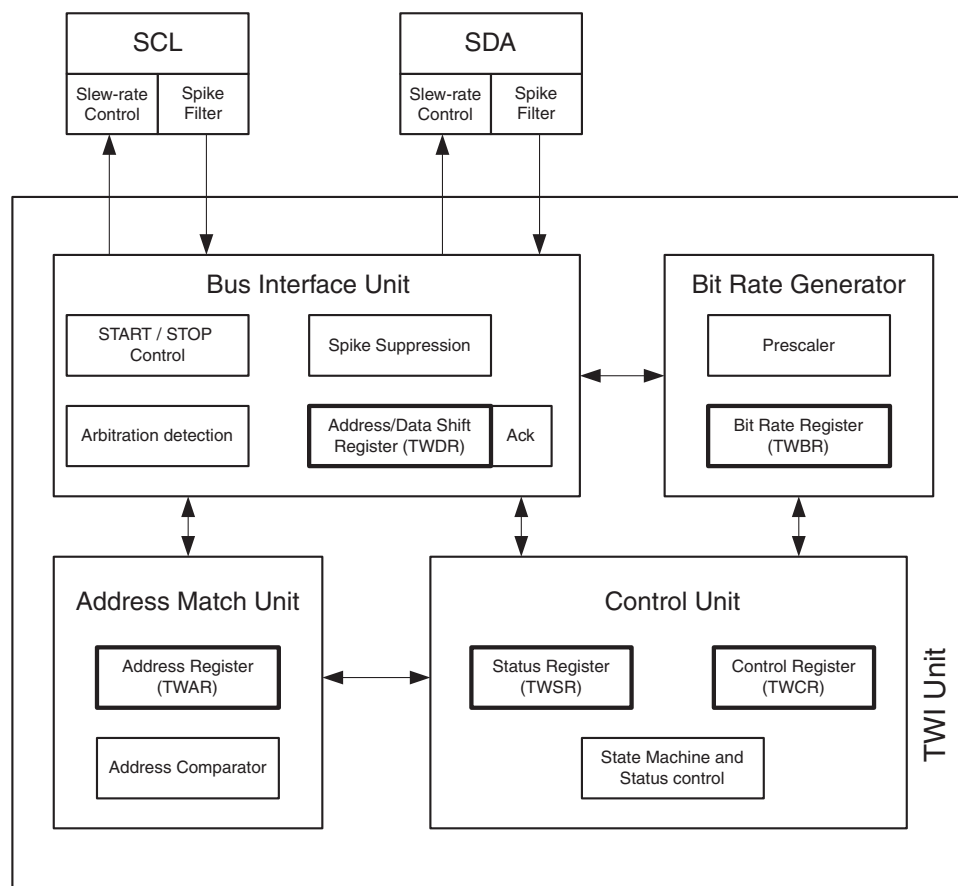 SCL
Slew-rate
Control
Spike
Filter
SDA
Slew-rate
Control
Spike
Filter
Bus Interface Unit
START / STOP
Control
Spike Suppression
Arbitration detection
Address/Data Shift
Register (TWDR)
Ack
Bit Rate Generator
Prescaler
Bit Rate Register
(TWBR)
Address Match Unit
Address Register
(TWAR)
Address Comparator
Control Unit
Status Register
(TWSR)
Control Register
(TWCR)
State Machine and
Status control
TWI Unit